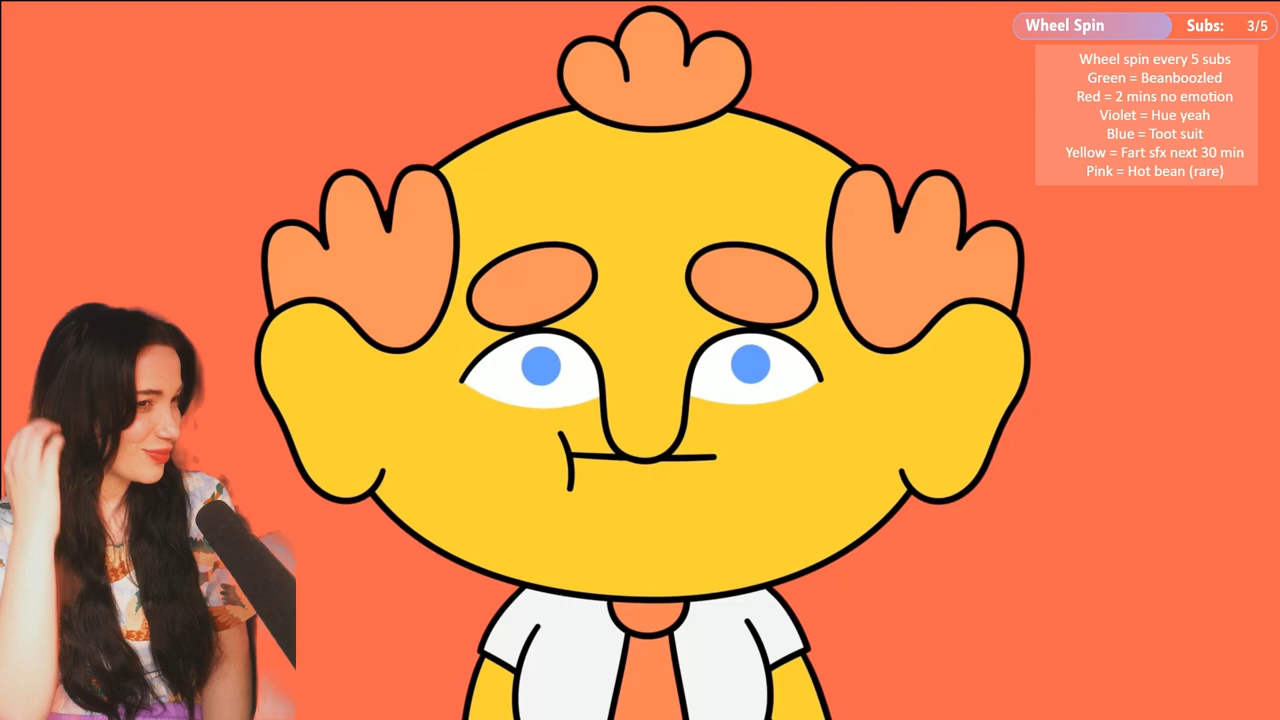 Wheel Spin Subs: 3/5
Wheel spin every 5 subs
Green = Beanboozled
Red = 2 mins no emotion
Violet = Hue yeah
Blue = Toot suit
Yellow = Fart sfx next 30 min
Pink = Hot bean (rare)